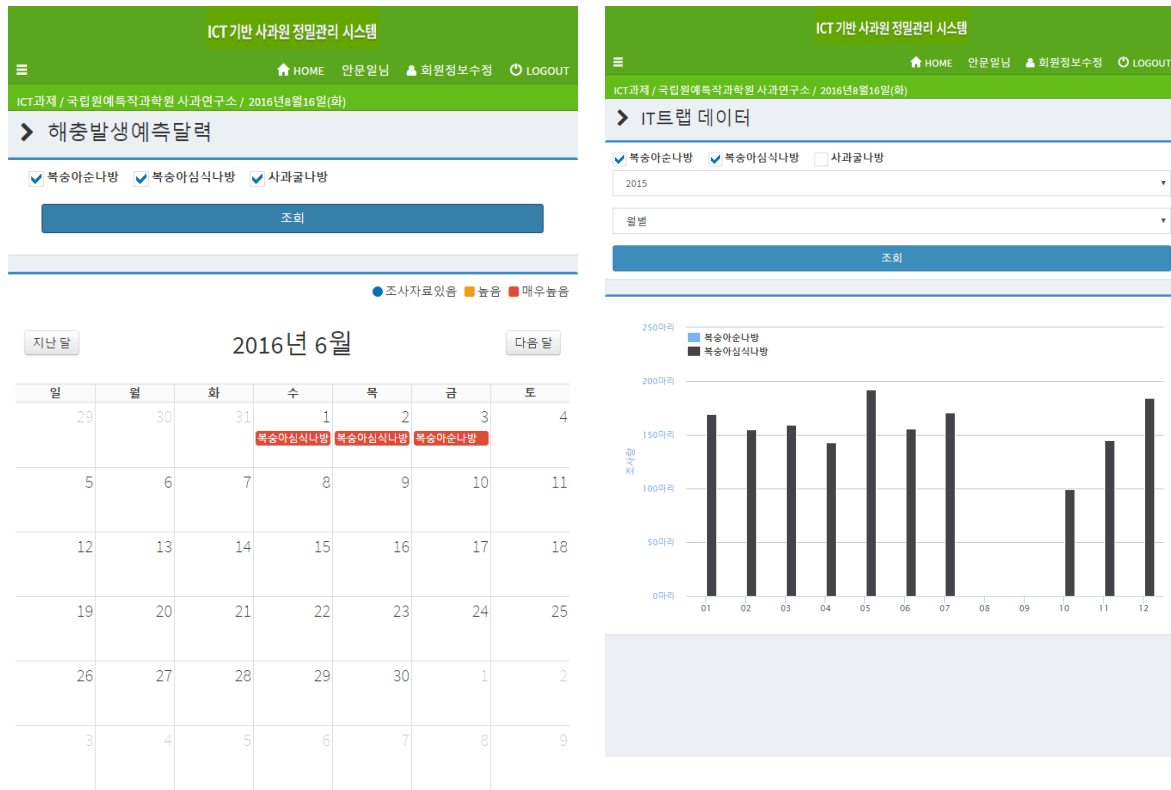 ICT 기반 사과원 정밀관리 시스템
HOME 안문일님 회원정보수정 LOGOUT
ICT과제 / 국립원예특작과학원 사과연구소 / 2016년8월16일(화)
해충발생예측달력
복숭아순나방 복숭아심식나방 사과굴나방
조회
조사자료있음 높음 매우높음
지난 달 2016년 6월 다음 달
일 월 화 수 목 금 토
29 30 31 1 2 3 4
복숭아심식나방 복숭아심식나방 복숭아순나방
5 6 7 8 9 10 11
12 13 14 15 16 17 18
19 20 21 22 23 24 25
26 27 28 29 30 1 2
3 4 5 6 7 8 9
ICT 기반 사과원 정밀관리 시스템
HOME 안문일님 회원정보수정 LOGOUT
ICT과제 / 국립원예특작과학원 사과연구소 / 2016년8월16일(화)
IT트랩 데이터
복숭아순나방 복숭아심식나방 사과굴나방
2015
월별
조회
250마리
복숭아순나방
복숭아심식나방
200마리
150마리
조사량
100마리
50마리
0마리
01 02 03 04 05 06 07 08 09 10 11 12